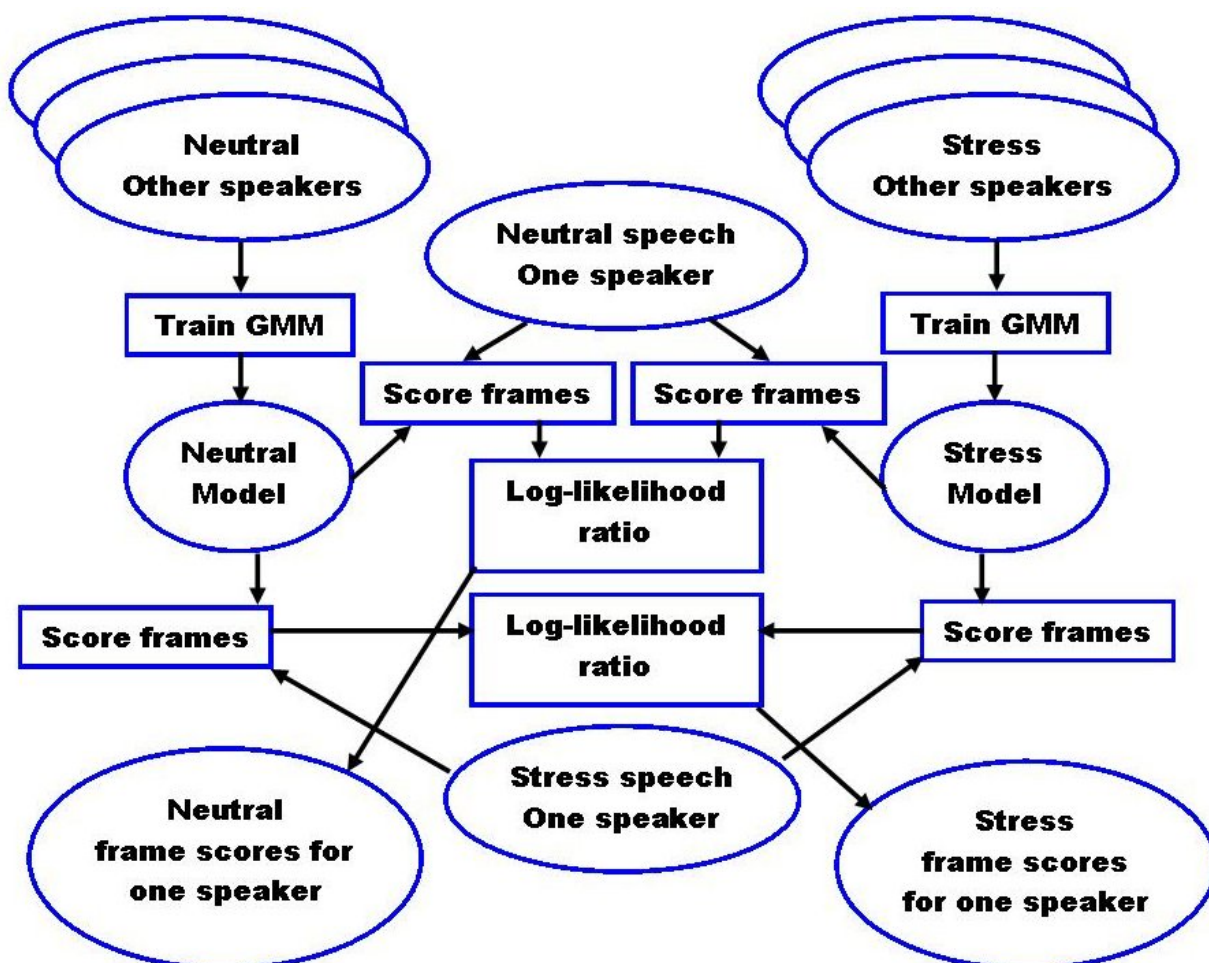 Neutral
Other speakers
Stress
Other speakers
Neutral speech
One speaker
Train GMM
Train GMM
Score frames
Score frames
Neutral
Model
Stress
Model
Log-likelihood
ratio
Score frames
Log-likelihood
ratio
Score frames
Stress speech
One speaker
Neutral
frame scores for
one speaker
Stress
frame scores
for one speaker